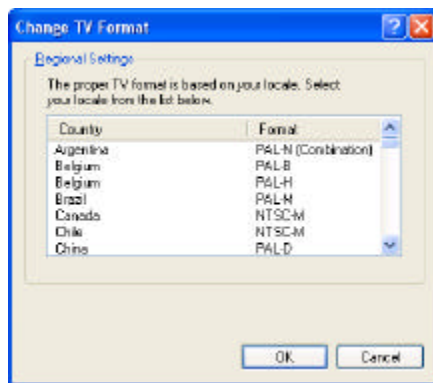 Change TV Format
Regional Settings
The proper TV format is based on your locale. Select
your locale from the list below.
Country Format
Argentina PAL-N (Combination)
Belgium PAL-B
Belgium PAL-H
Brazil PAL-M
Canada NTSC-M
Chile NTSC-M
China PAL-D
OK Cancel